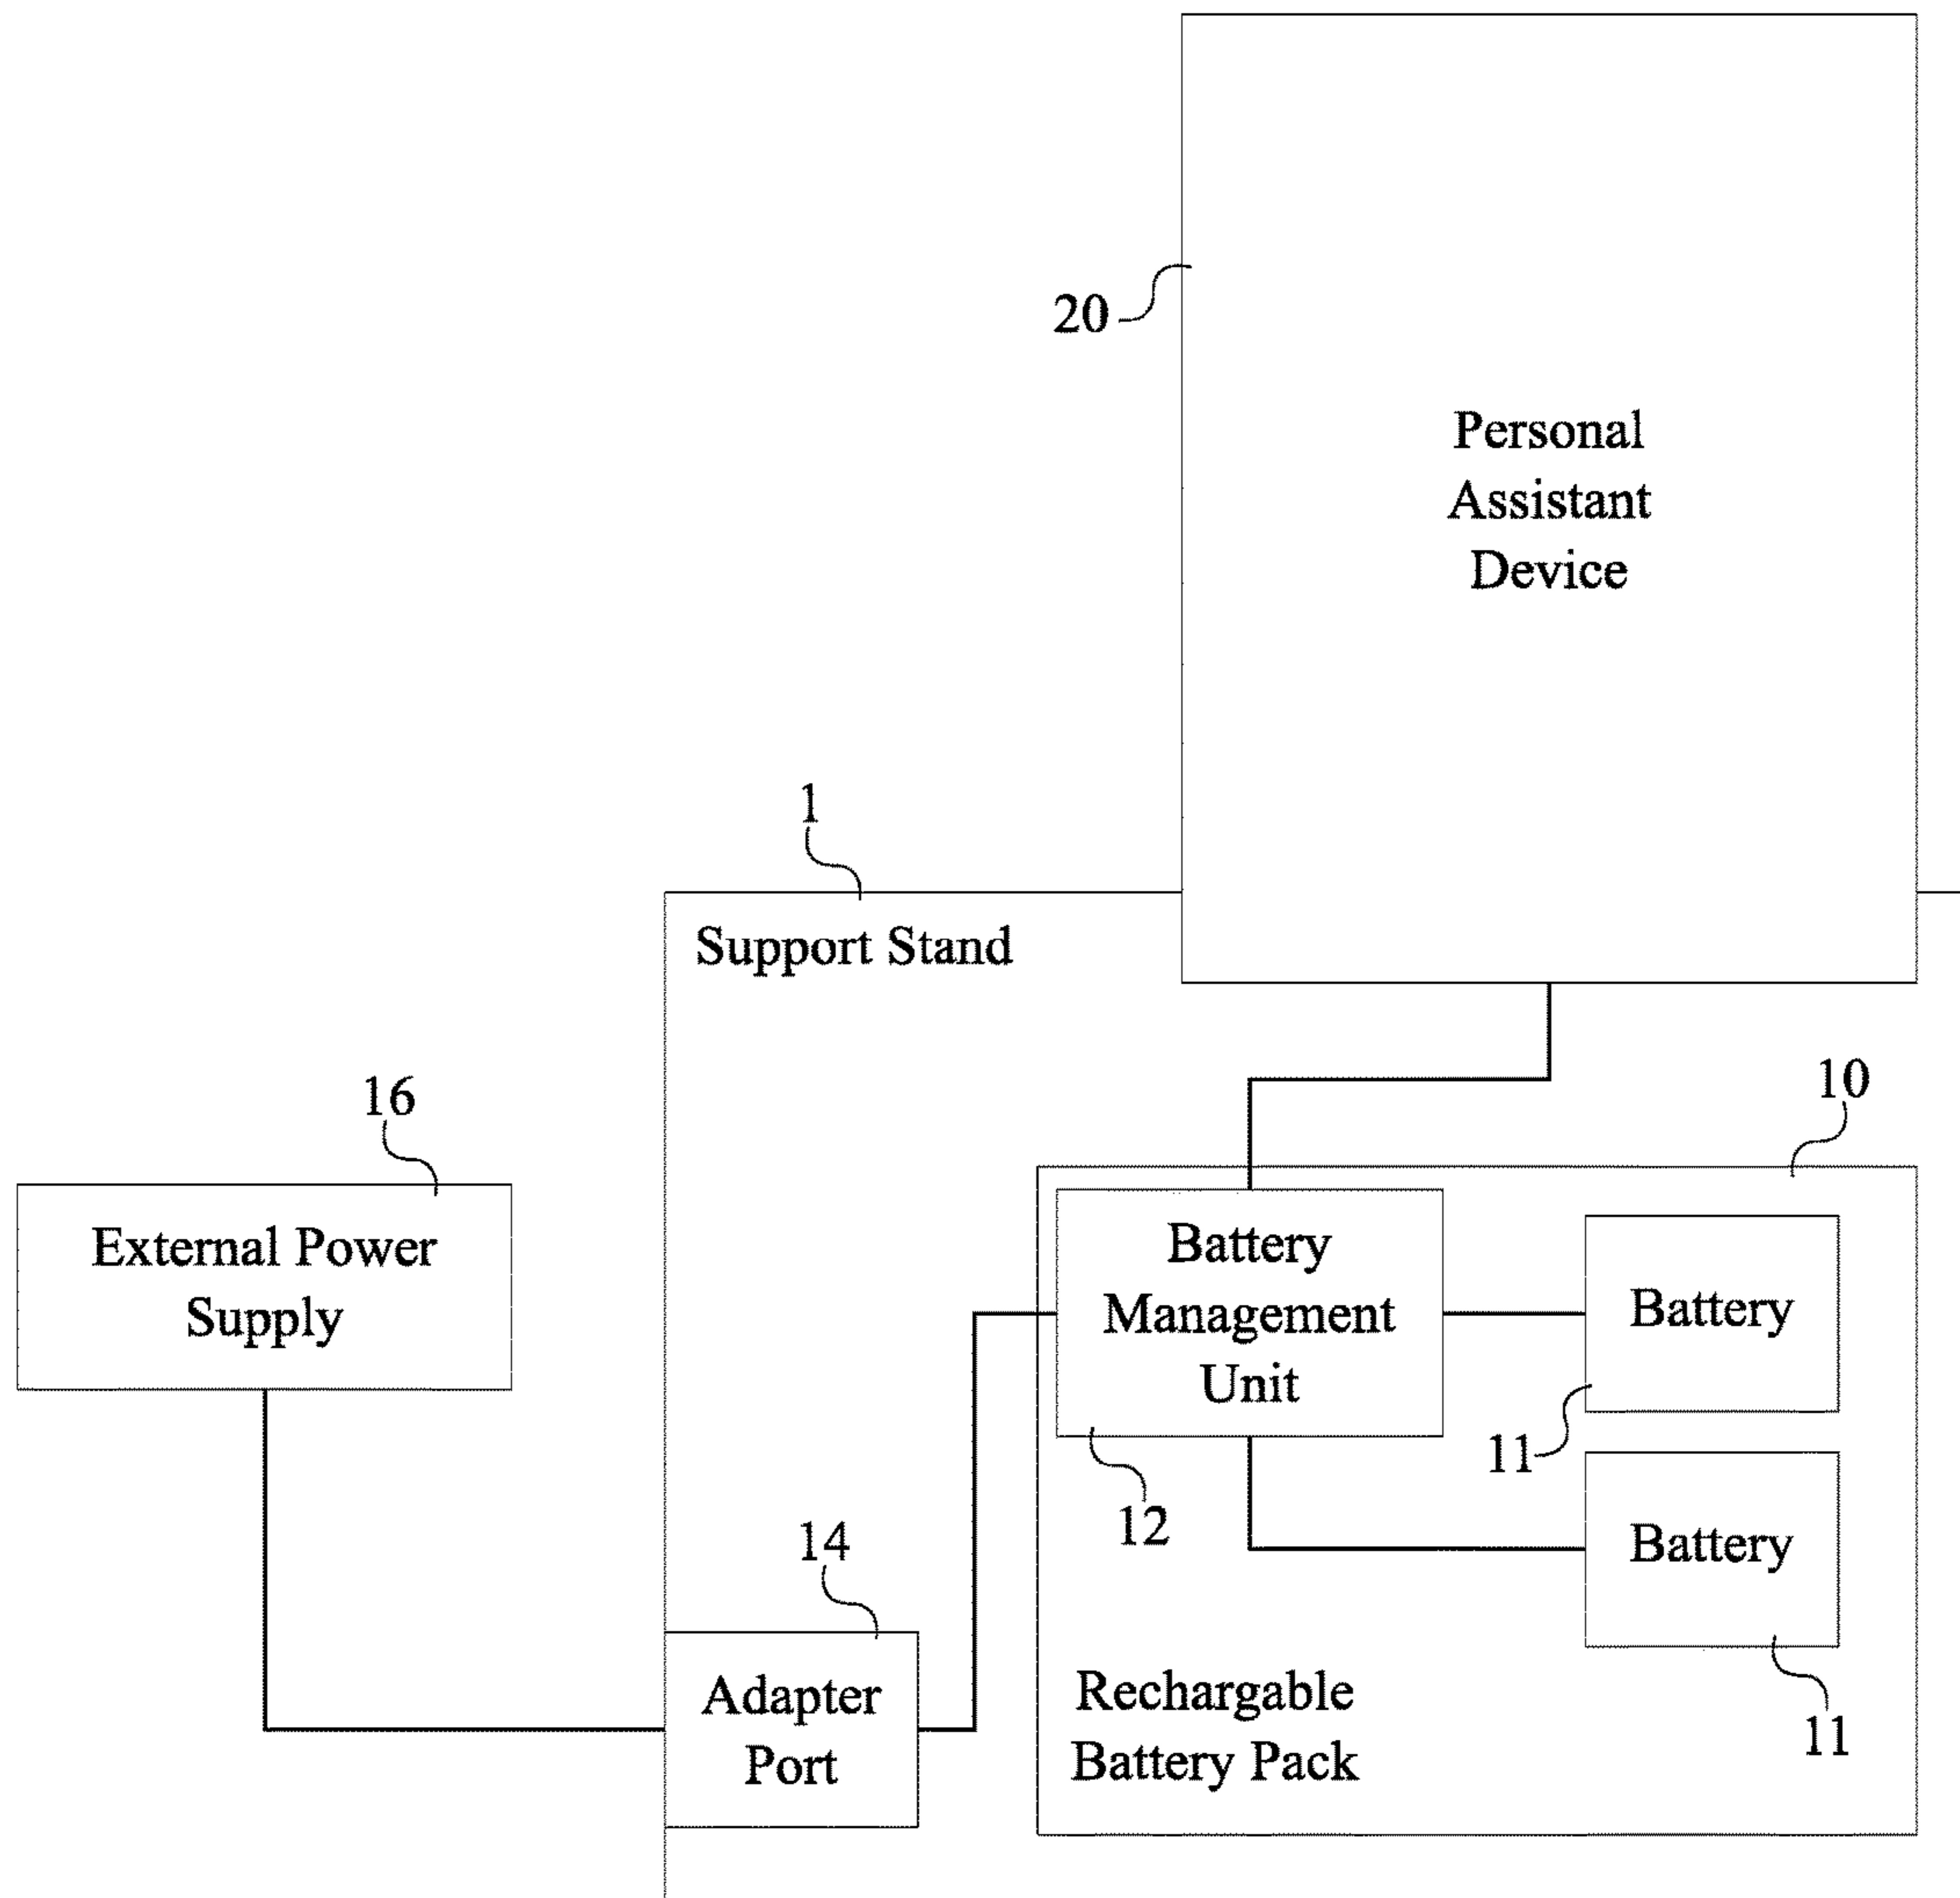 20
Personal
Assistant
Device
1
Support Stand
16
External Power
Supply
10
Battery
Management
Unit
12
Battery
11
Battery
11
14
Adapter
Port
Rechargable
Battery Pack